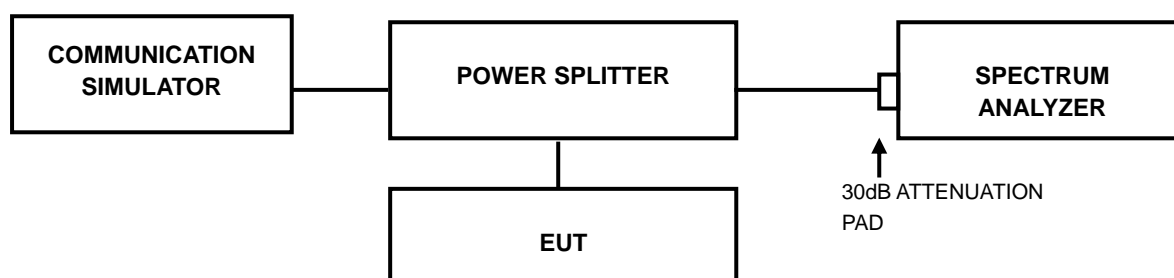 COMMUNICATION
SIMULATOR
POWER SPLITTER
SPECTRUM
ANALYZER
30dB ATTENUATION
PAD
EUT